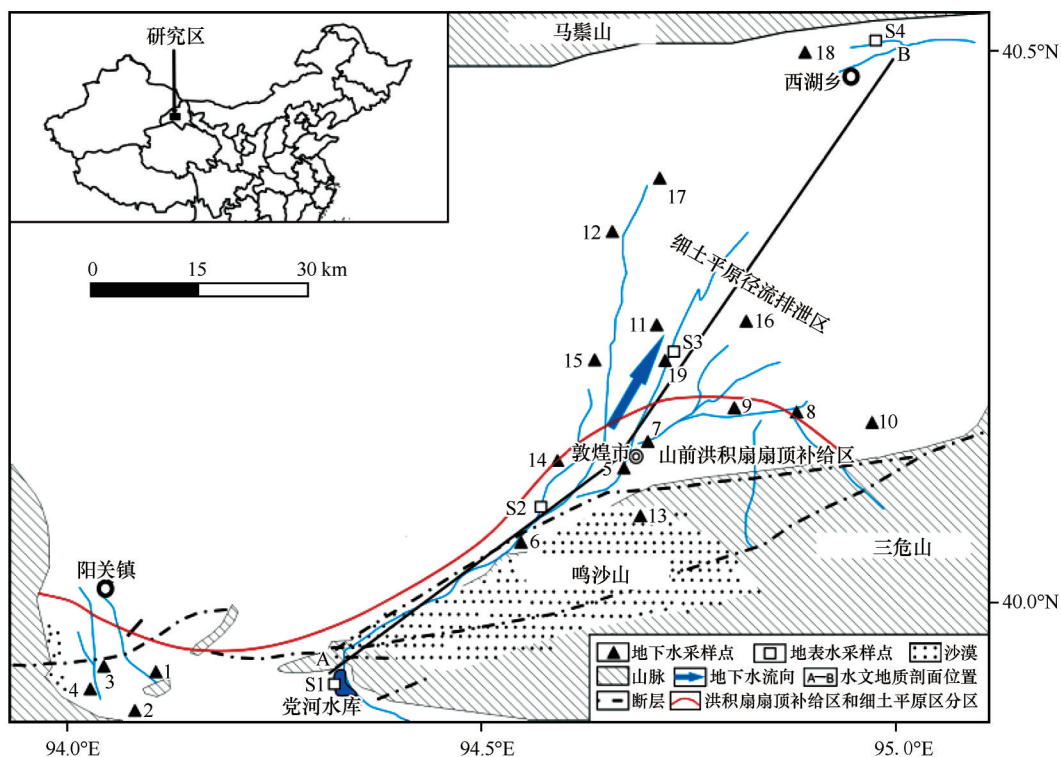 马鬃山
研究区
S4
18
B
40.5°N
西湖乡
17
12
细土平原径流排泄区
0 15 30 km
11
16
S3
15
19
9
8
10
7
敦煌市
山前洪积扇扇顶补给区
14
5
S2
13
6
三危山
鸣沙山
阳关镇
40.0°N
A
1
3
4
2
S1
党河水库
地下水采样点 地表水采样点 沙漠
山脉 地下水流向 A—B 水文地质剖面位置
断层 洪积扇扇顶补给区和细土平原区分区
94.0°E 94.5°E 95.0°E